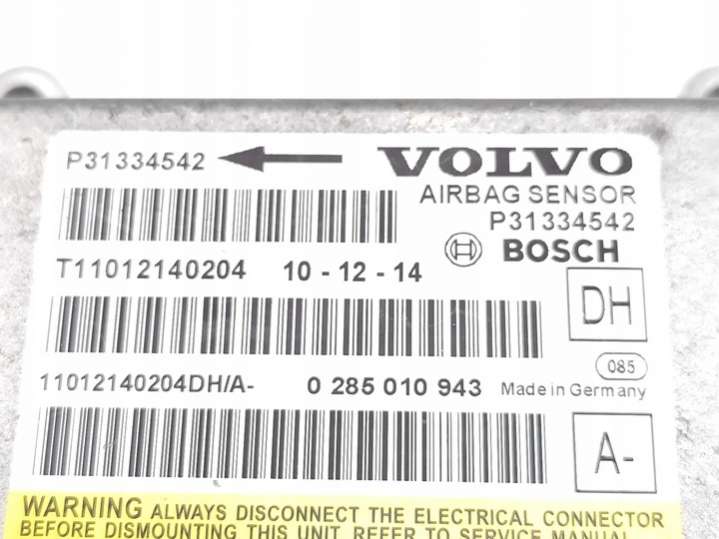 P31334542
VOLVO
AIRBAG SENSOR
P31334542
BOSCH
T11012140204 10 - 12 - 14
DH
085
11012140204DH/A- 0 285 010 943 Made in Germany
A-
WARNING ALWAYS DISCONNECT THE ELECTRICAL CONNECTOR
BEFORE DISMOUNTING THIS UNIT. REFER TO SERVICE MANUAL